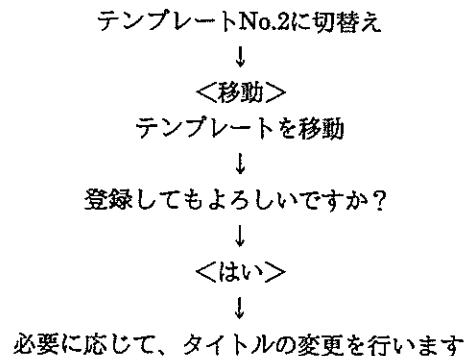 テンプレートNo.2に切替え
↓
＜移動＞
テンプレートを移動
↓
登録してもよろしいですか？
↓
＜はい＞
↓
必要に応じて、タイトルの変更を行います